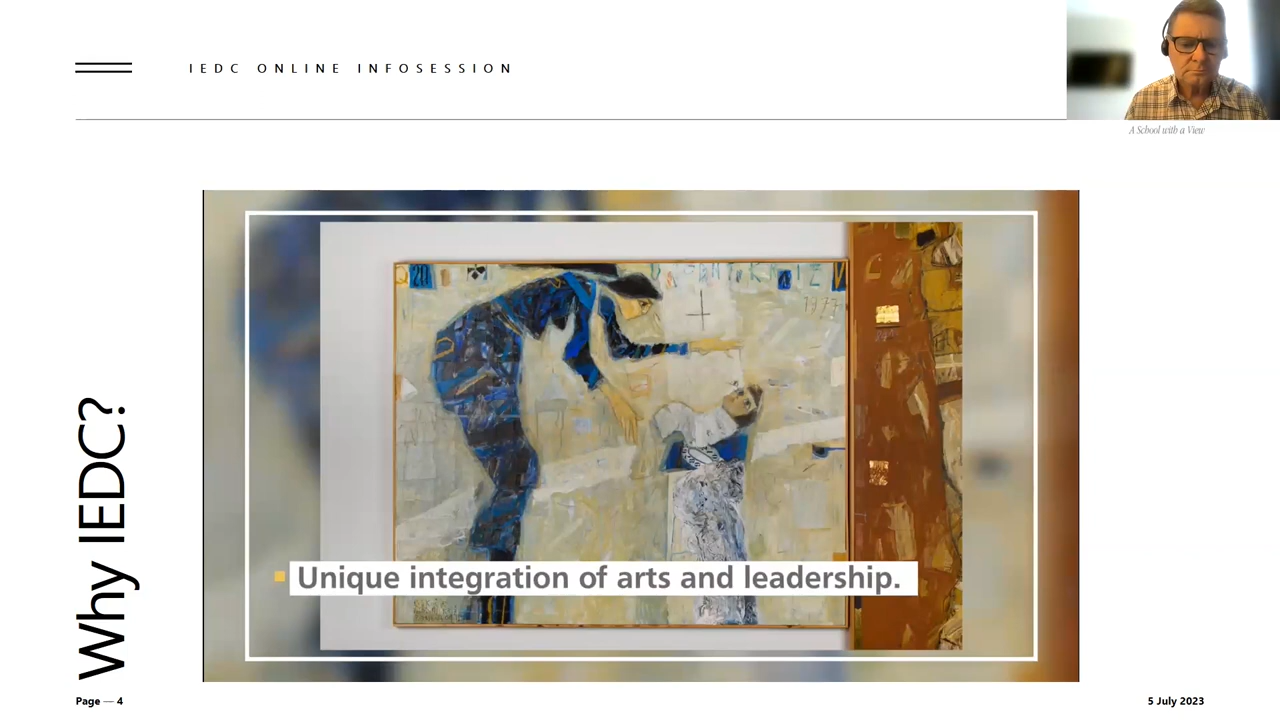 IEDC ONLINE INFOSESSION
A School with a View
1977
Unique integration of arts and leadership.
Why IEDC?
Page — 4
5 July 2023